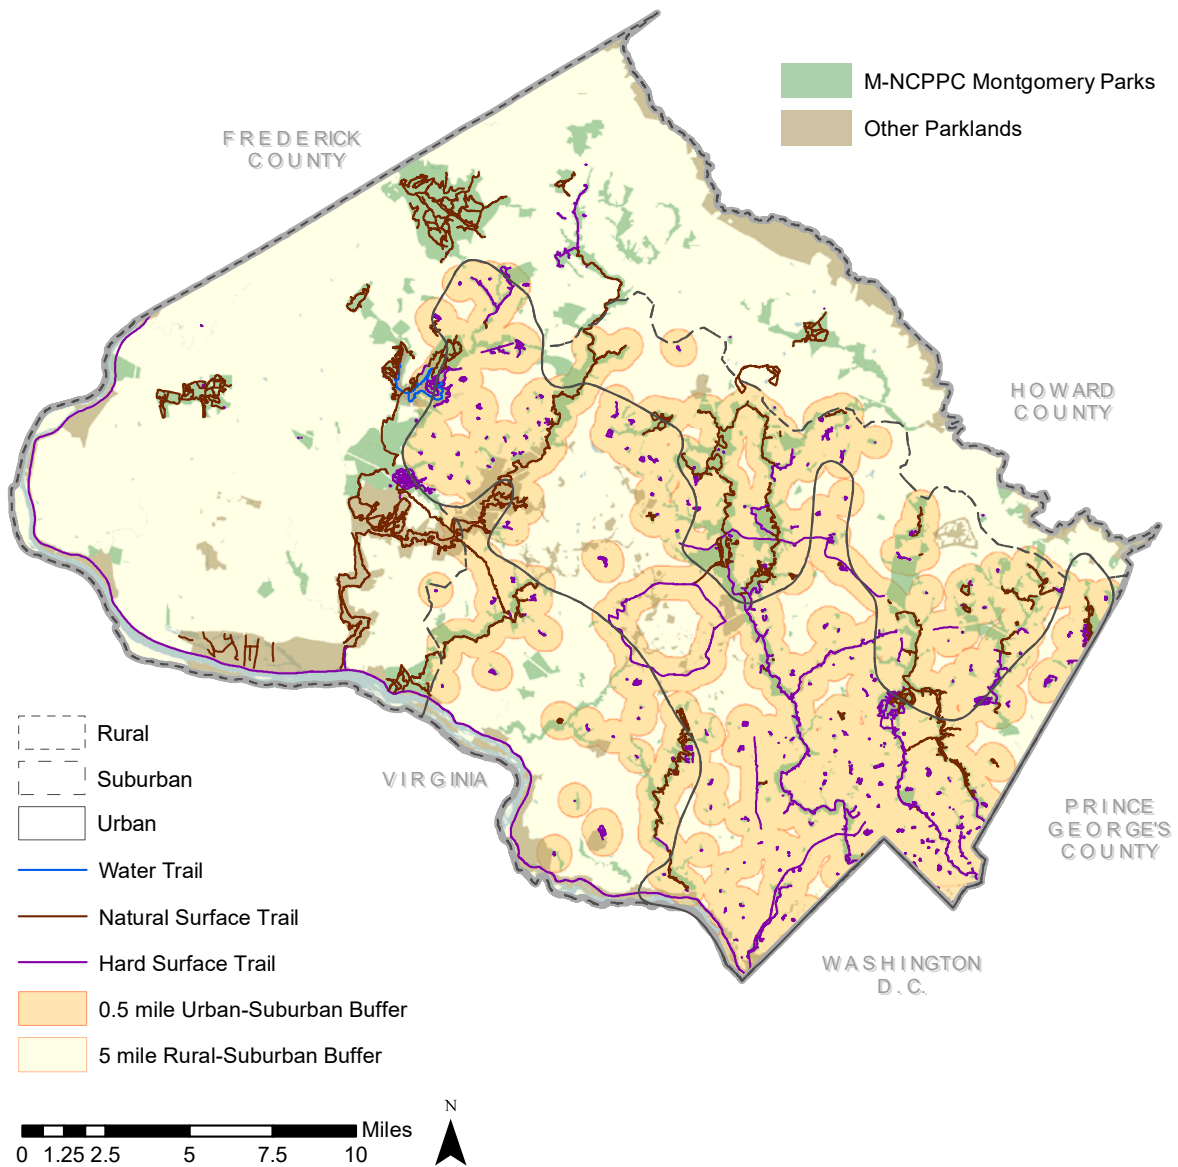 M-NCPPC Montgomery Parks
Other Parklands
FREDERICK
COUNTY
HOWARD
COUNTY
VIRGINIA
PRINCE
GEORGE'S
COUNTY
WASHINGTON
D.C.
Rural
Suburban
Urban
Water Trail
Natural Surface Trail
Hard Surface Trail
0.5 mile Urban-Suburban Buffer
5 mile Rural-Suburban Buffer
Miles
0 1.25 2.5 5 7.5 10
N